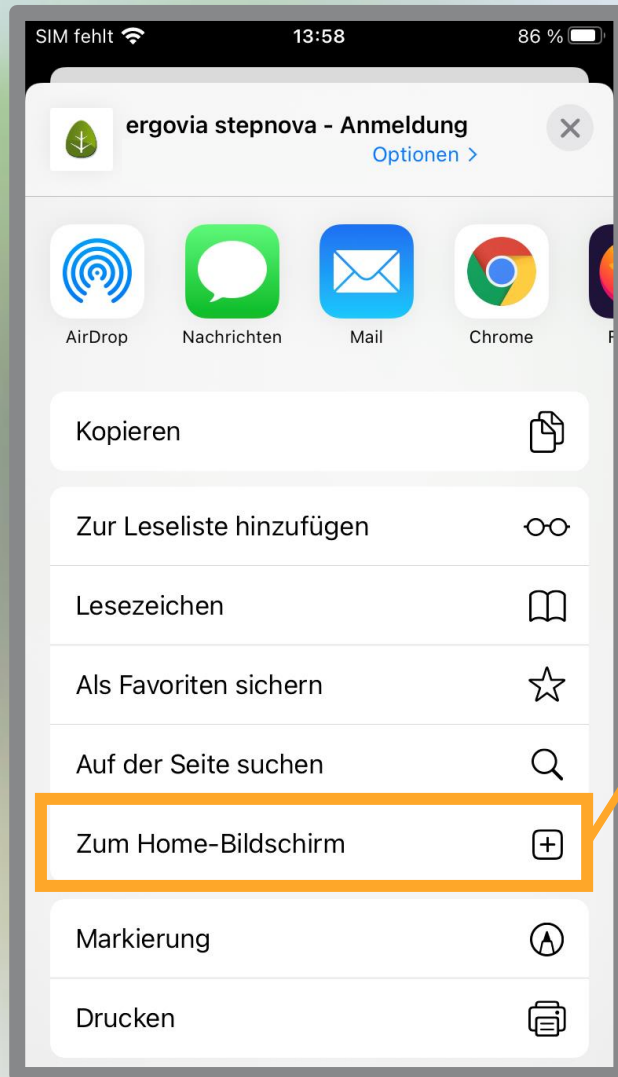 SIM fehlt 13:58 86 %
ergovia stepnova - Anmeldung
Optionen >
AirDrop Nachrichten Mail Chrome
Kopieren
Zur Leseliste hinzufügen
Lesezeichen
Als Favoriten sichern
Auf der Seite suchen
Zum Home-Bildschirm
Markierung
Drucken